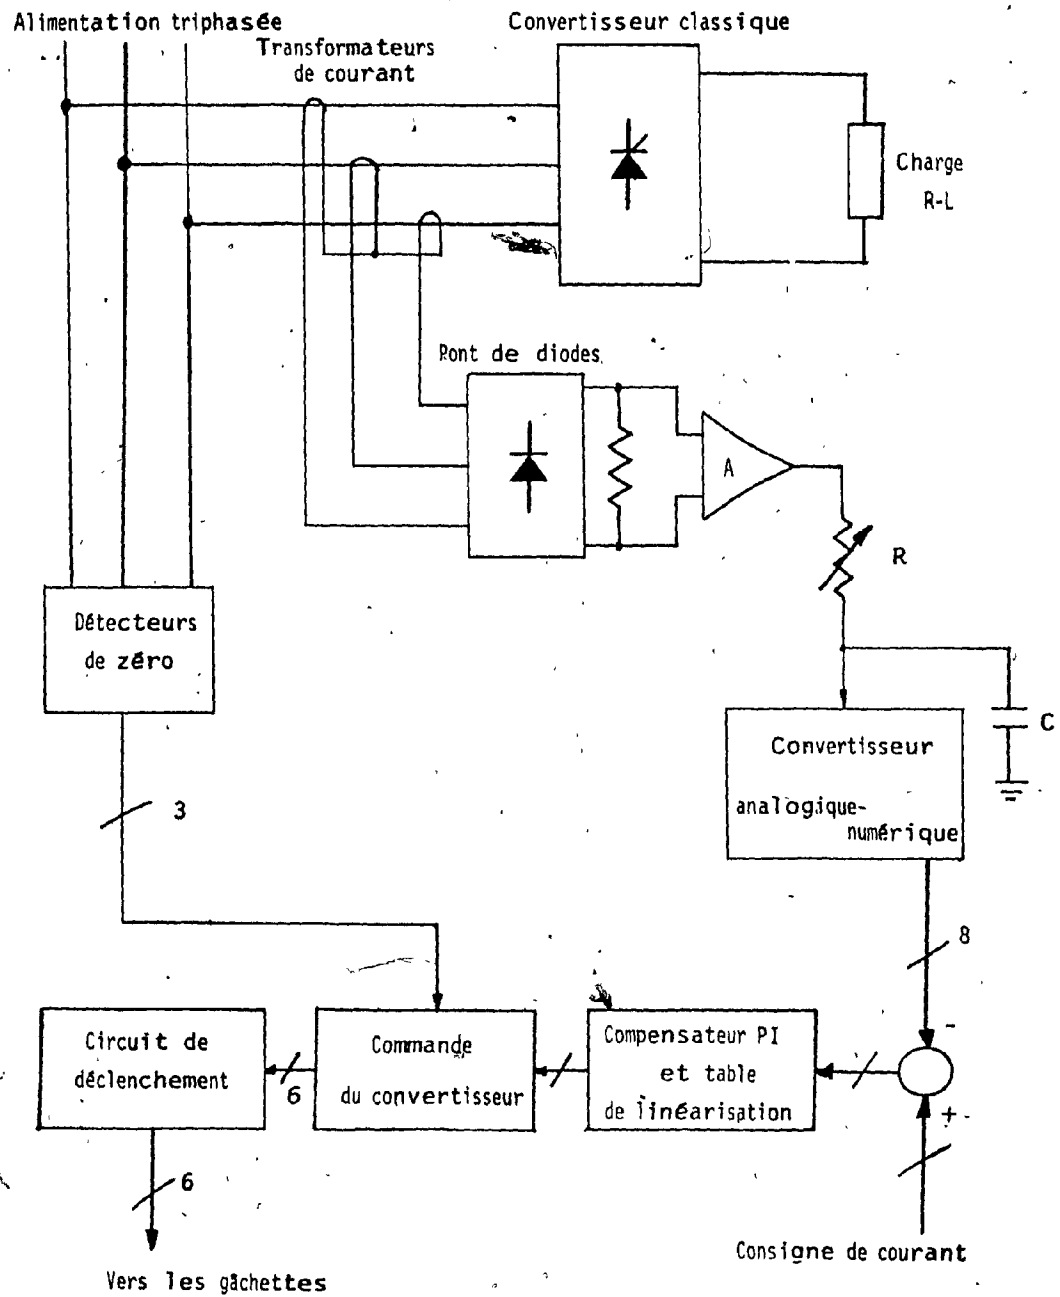 Alimentation triphasée
Convertisseur classique
Transformateurs
de courant
Charge
R-L
Pont de diodes
A
R
Détecteurs
de zéro
C
Convertisseur
analogique-
numérique
3
8
-
Circuit de
déclenchement
6
Commande
du convertisseur
Compensateur PI
et table
de linéarisation
+
6
Consigne de courant
Vers les gâchettes